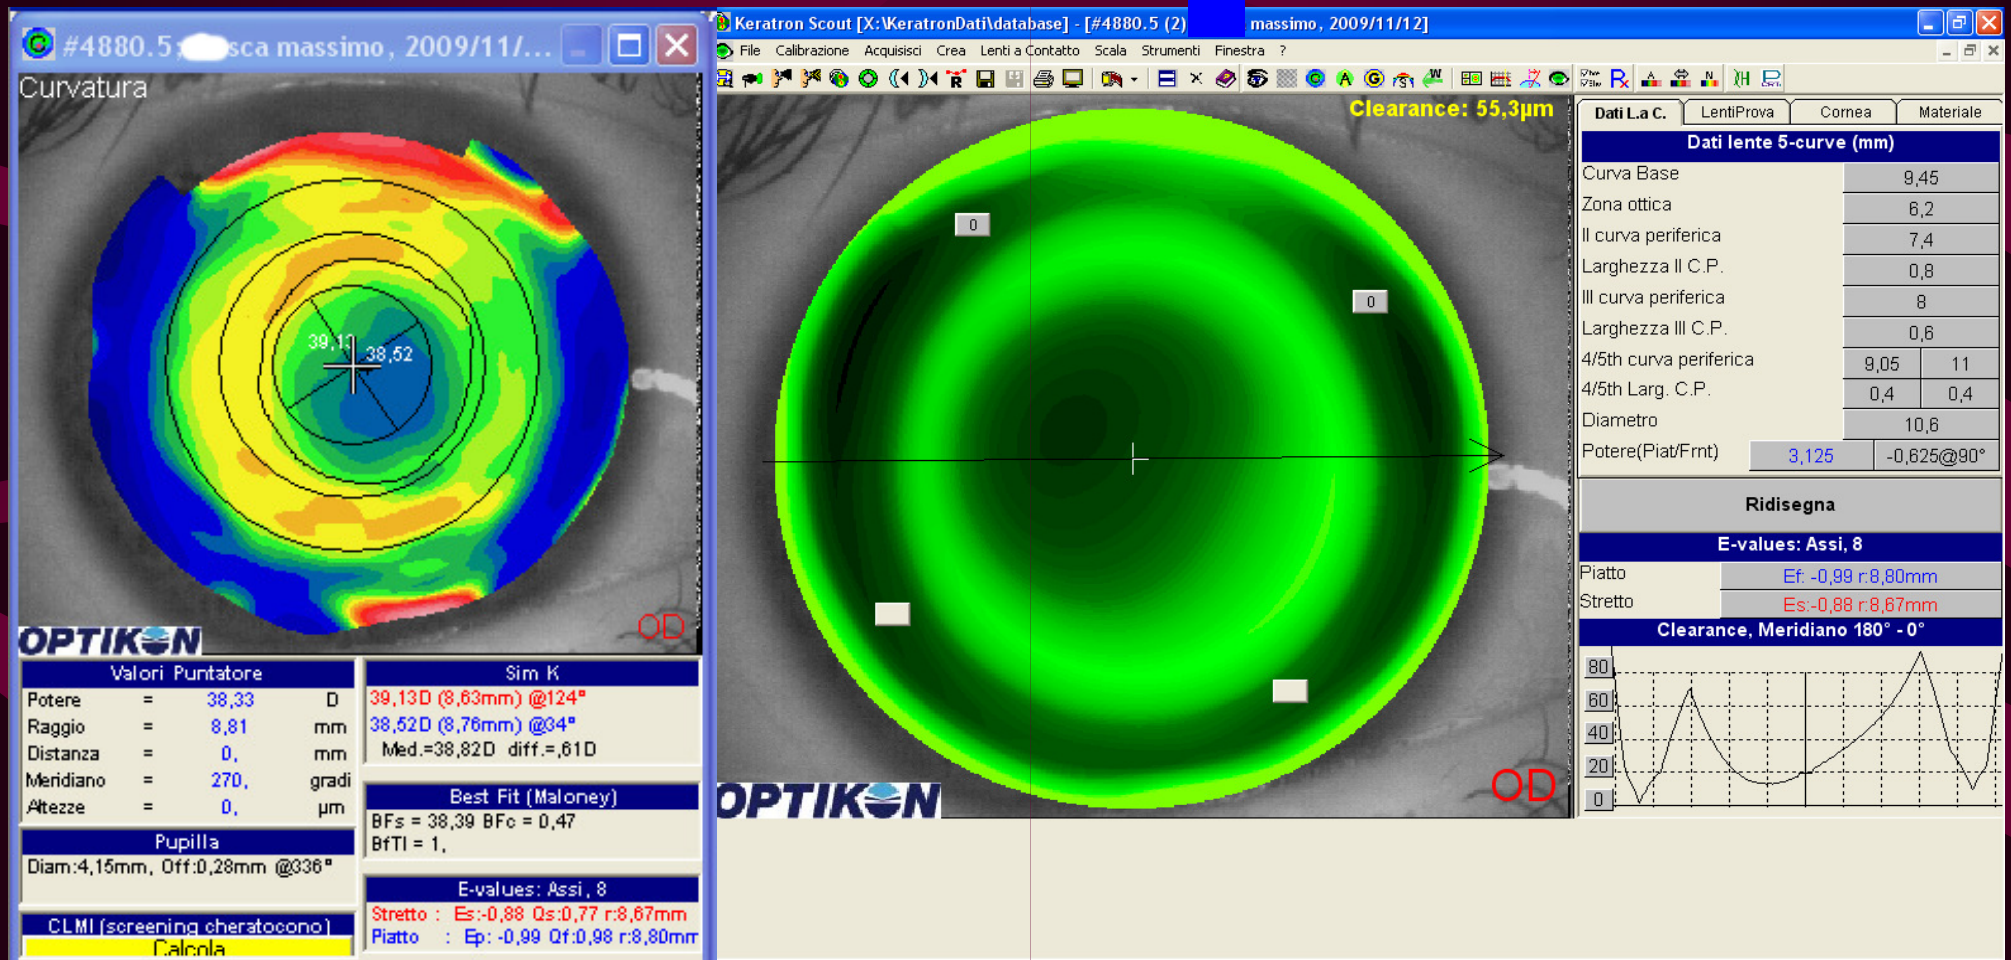 #4880.5; sca massimo, 2009/11/...
Curvatura
39,13
38,52
OD
OPTIKON
Valori Puntatore
Potere = 38,33 D
Raggio = 8,81 mm
Distanza = 0, mm
Meridiano = 270, gradi
Altezze = 0, µm
Pupilla
Diam:4,15mm, Off:0,28mm @336°
CLMI (screening cheratocono)
Calcola
Sim K
39,13D (8,63mm) @124°
38,52D (8,76mm) @34°
Med.=38,82D diff.=,61D
Best Fit (Maloney)
BFs = 38,39 BFc = 0,47
BfTI = 1,
E-values: Assi, 8
Stretto : Es:-0,88 Qs:0,77 r:8,67mm
Piatto : Ep: -0,99 Qf:0,98 r:8,80mm
Keratron Scout [X:\KeratronDati\database] - [#4880.5 (2) massimo, 2009/11/12]
File Calibrazione Acquisisci Crea Lenti a Contatto Scala Strumenti Finestra ?
Clearance: 55,3µm
0
0
OPTIKON
OD
Dati L.a C. LentiProva Cornea Materiale
Dati lente 5-curve (mm)
Curva Base 9,45
Zona ottica 6,2
II curva periferica 7,4
Larghezza II C.P. 0,8
III curva periferica 8
Larghezza III C.P. 0,6
4/5th curva periferica 9,05 11
4/5th Larg. C.P. 0,4 0,4
Diametro 10,6
Potere(Piat/Frnt) 3,125 -0,625@90°
Ridisegna
E-values: Assi, 8
Piatto Ef: -0,99 r:8,80mm
Stretto Es:-0,88 r:8,67mm
Clearance, Meridiano 180° - 0°
80
60
40
20
0